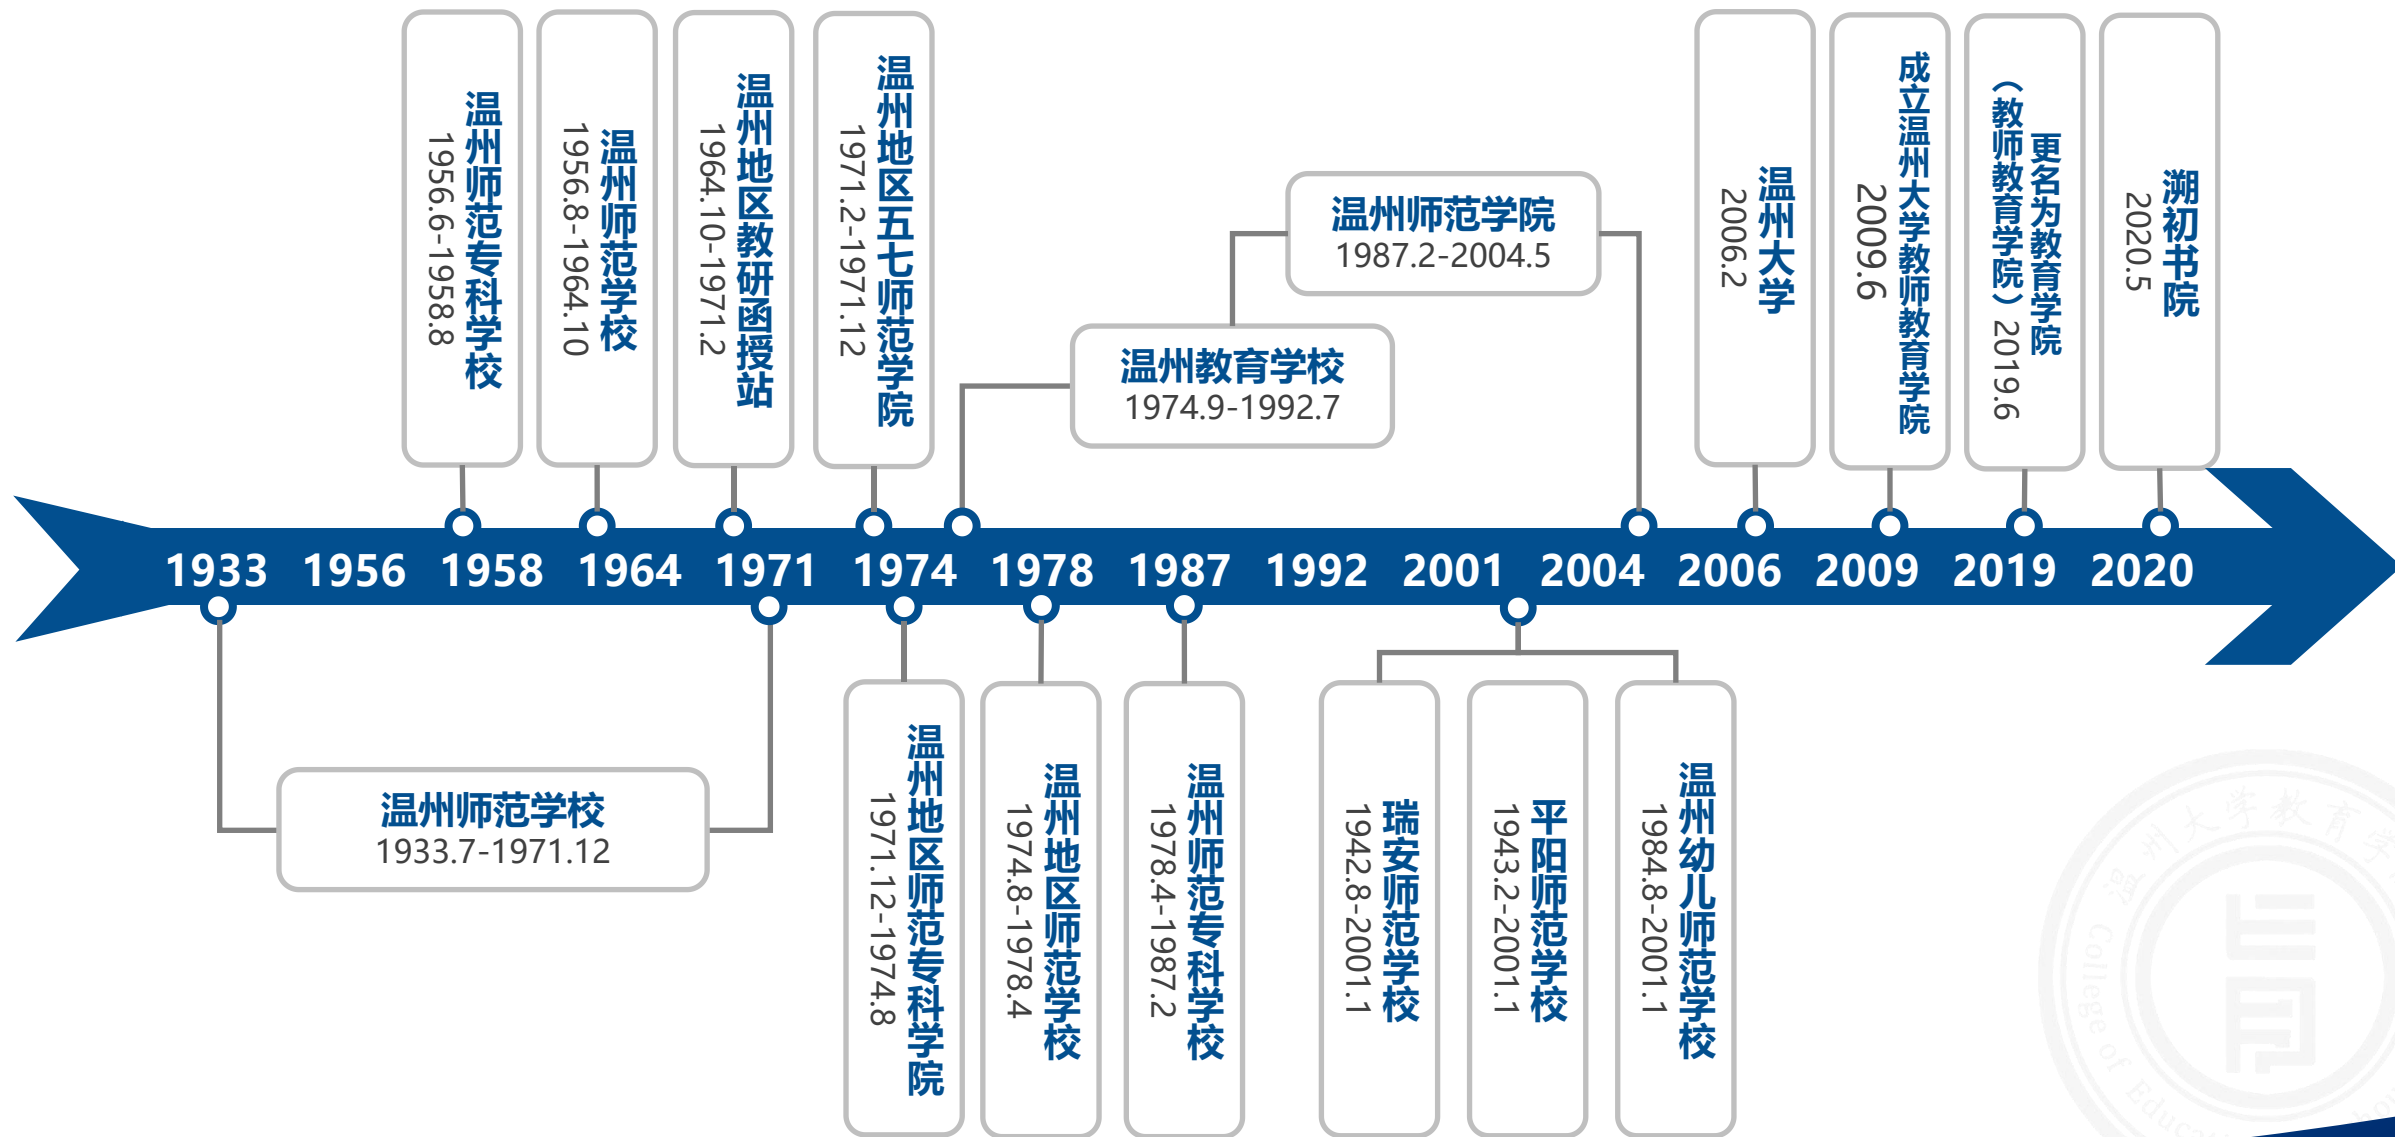 温州师范专科学校
1956.6-1958.8
温州师范学校
1956.8-1964.10
温州地区教研函授站
1964.10-1971.2
温州地区五七师范学院
1971.2-1971.12
温州师范学院
1987.2-2004.5
温州教育学校
1974.9-1992.7
温州大学
2006.2
成立温州大学教师教育学院
2009.6
更名为教育学院
（教师教育学院）2019.6
溯初书院
2020.5
1933 1956 1958 1964 1971 1974 1978 1987 1992 2001 2004 2006 2009 2019 2020
温州师范学校
1933.7-1971.12
温州地区师范专科学院
1971.12-1974.8
温州地区师范学校
1974.8-1978.4
温州师范专科学校
1978.4-1987.2
瑞安师范学校
1942.8-2001.1
平阳师范学校
1943.2-2001.1
温州幼儿师范学校
1984.8-2001.1
温州大学教育学
College of Educati